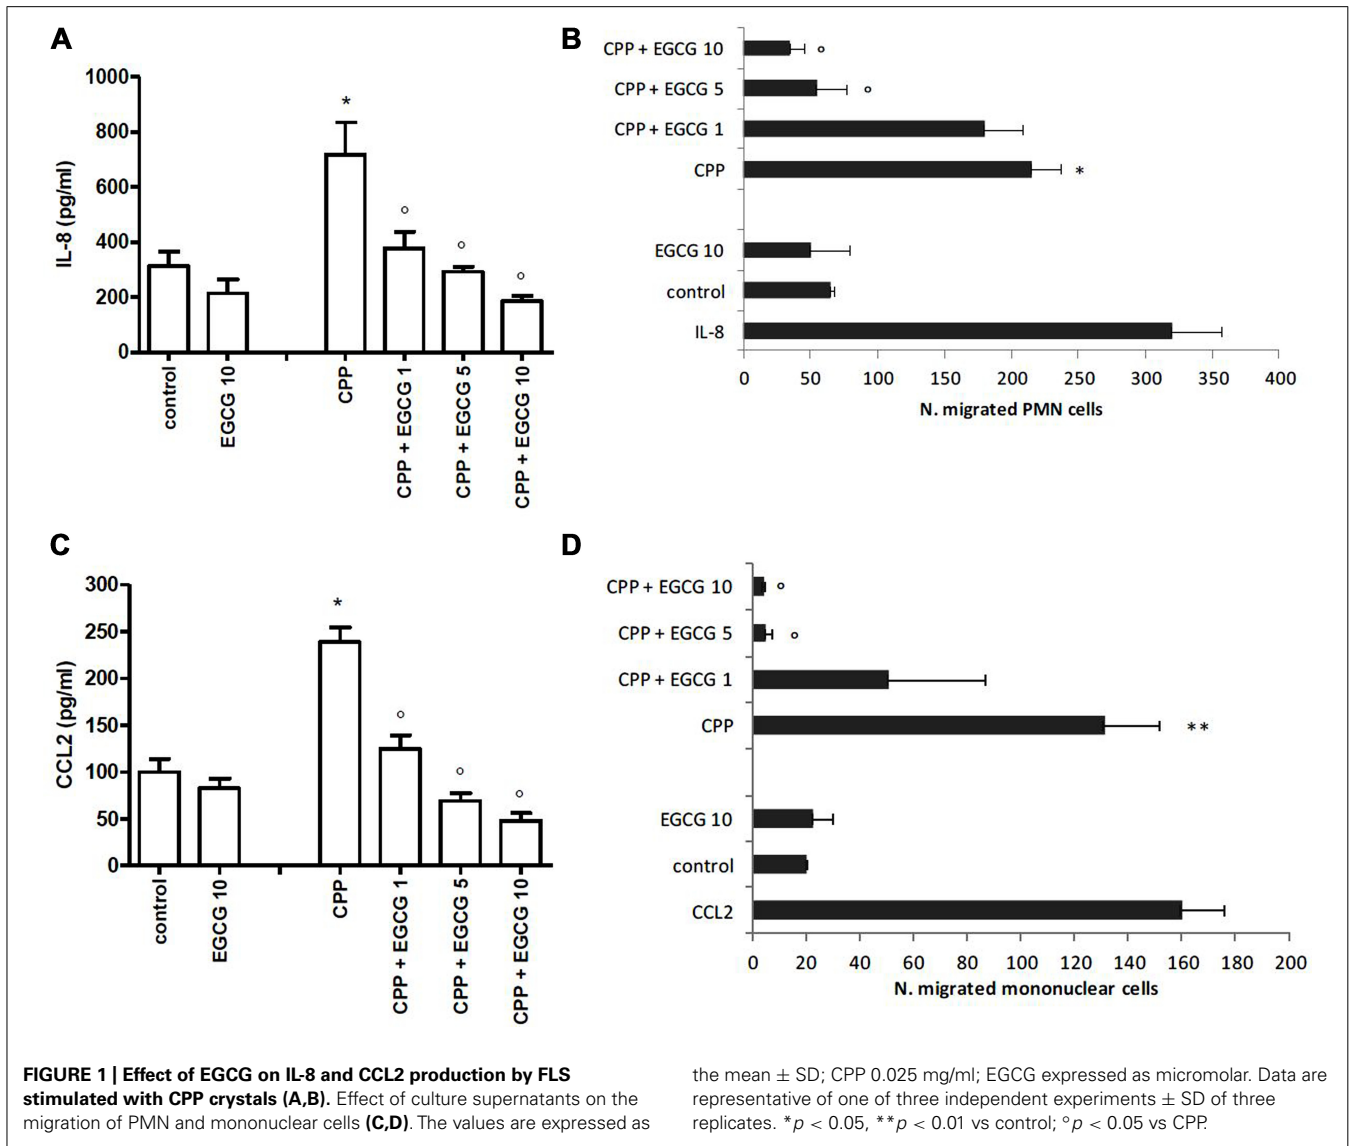 A
1000
800
600
400
200
0
IL-8 (pg/ml)
*
°
°
°
control
EGCG 10
CPP
CPP + EGCG 1
CPP + EGCG 5
CPP + EGCG 10
B
CPP + EGCG 10 °
CPP + EGCG 5 °
CPP + EGCG 1
CPP *
EGCG 10
control
IL-8
0 50 100 150 200 250 300 350 400
N. migrated PMN cells
C
300
250
200
150
100
50
0
CCL2 (pg/ml)
*
°
°
°
control
EGCG 10
CPP
CPP + EGCG 1
CPP + EGCG 5
CPP + EGCG 10
D
CPP + EGCG 10 °
CPP + EGCG 5 °
CPP + EGCG 1
CPP **
EGCG 10
control
CCL2
0 20 40 60 80 100 120 140 160 180 200
N. migrated mononuclear cells
FIGURE 1 | Effect of EGCG on IL-8 and CCL2 production by FLS
stimulated with CPP crystals (A,B). Effect of culture supernatants on the
migration of PMN and mononuclear cells (C,D). The values are expressed as
the mean ± SD; CPP 0.025 mg/ml; EGCG expressed as micromolar. Data are
representative of one of three independent experiments ± SD of three
replicates. *p < 0.05, **p < 0.01 vs control; °p < 0.05 vs CPP.